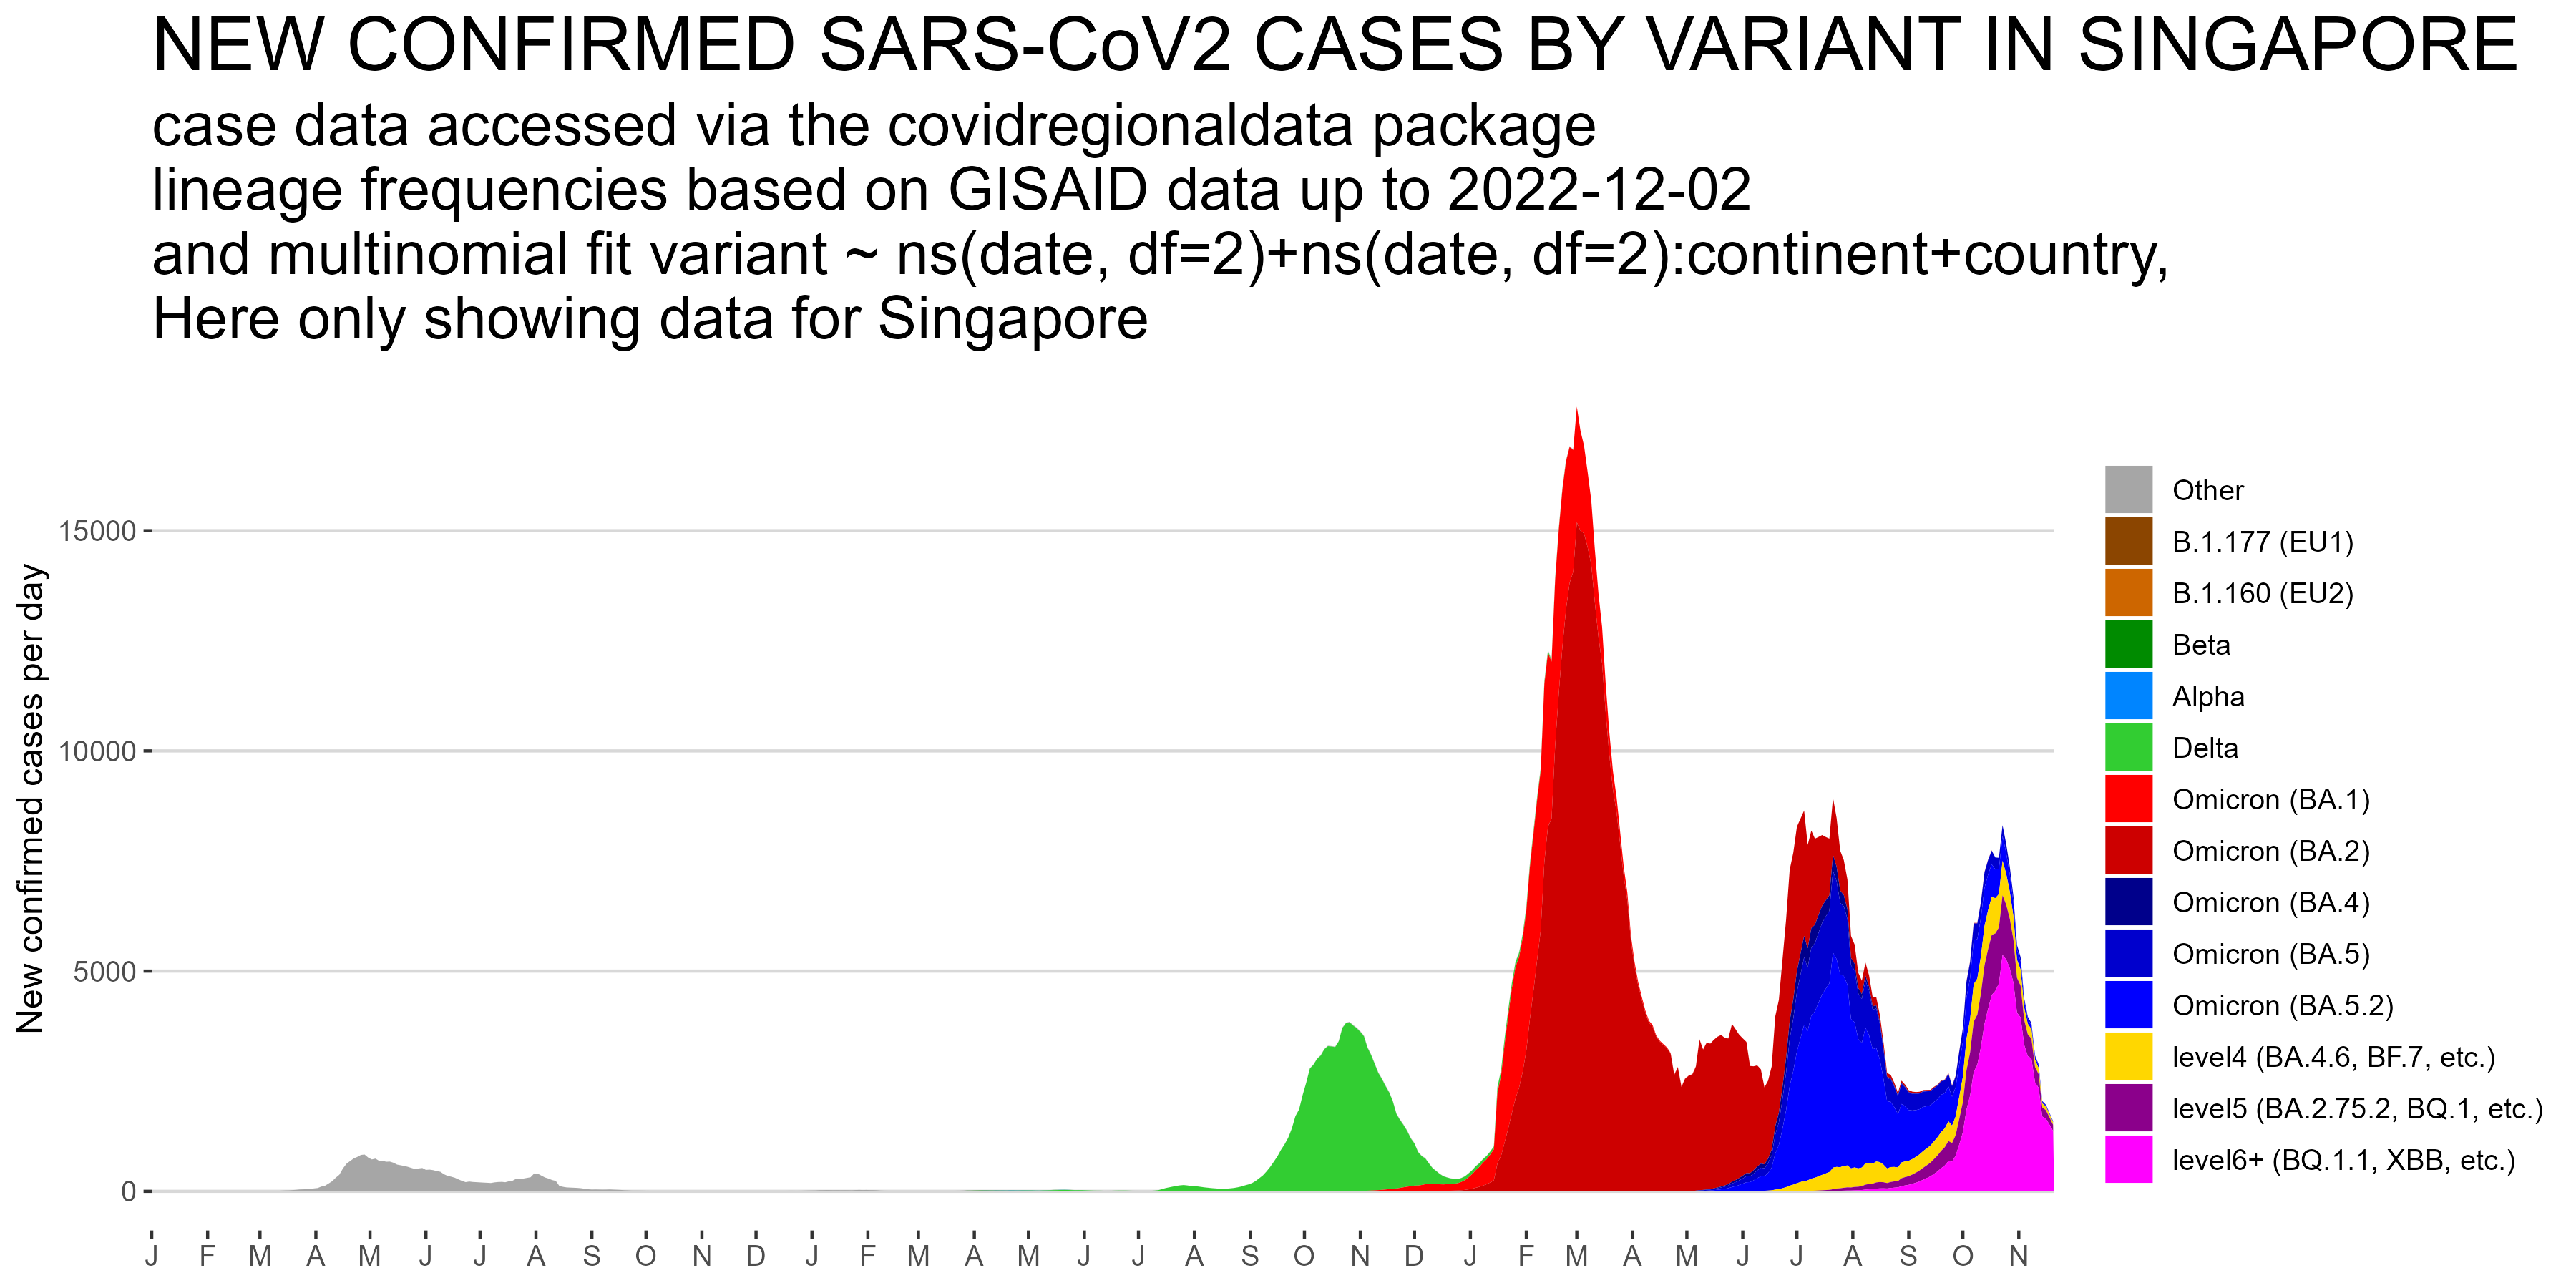 NEW CONFIRMED SARS-CoV2 CASES BY VARIANT IN SINGAPORE
case data accessed via the covidregionaldata package
lineage frequencies based on GISAID data up to 2022-12-02
and multinomial fit variant ~ ns(date, df=2)+ns(date, df=2):continent+country,
Here only showing data for Singapore
New confirmed cases per day
15000
10000
5000
0
J F M A M J J A S O N D J F M A M J J A S O N D J F M A M J J A S O N
Other
B.1.177 (EU1)
B.1.160 (EU2)
Beta
Alpha
Delta
Omicron (BA.1)
Omicron (BA.2)
Omicron (BA.4)
Omicron (BA.5)
Omicron (BA.5.2)
level4 (BA.4.6, BF.7, etc.)
level5 (BA.2.75.2, BQ.1, etc.)
level6+ (BQ.1.1, XBB, etc.)